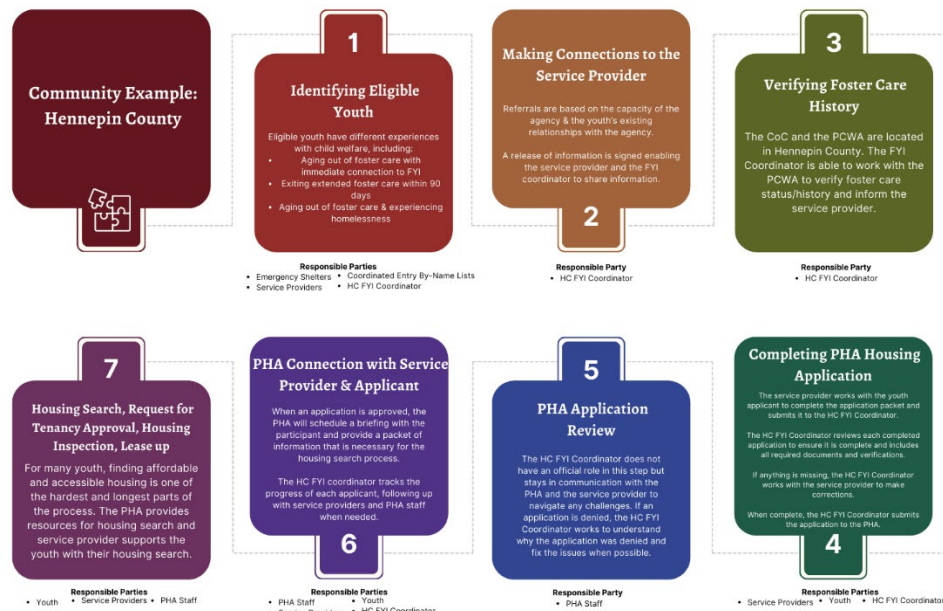 Community Example:
Hennepin County
1
Identifying Eligible
Youth
Eligible youth have different experiences
with child welfare, including:
• Aging out of foster care with
immediate connection to FYI
• Exiting extended foster care within 90
days
• Aging out of foster care & experiencing
homelessness
Responsible Parties
• Emergency Shelters • Coordinated Entry By-Name Lists
• Service Providers • HC FYI Coordinator
Making Connections to the
Service Provider
Referrals are based on the capacity of the
agency & the youth's existing
relationships with the agency.
A release of information is signed enabling
the service provider and the FYI
coordinator to share information.
2
Responsible Party
• HC FYI Coordinator
3
Verifying Foster Care
History
The CoC and the PCWA are located
in Hennepin County. The FYI
Coordinator is able to work with the
PCWA to verify foster care
status/history and inform the
service provider.
Responsible Party
• HC FYI Coordinator
Completing PHA Housing
Application
The service provider works with the youth
applicant to complete the application packet and
submits it to the HC FYI Coordinator.
The HC FYI Coordinator reviews each completed
application to ensure it is complete and includes
all required documents and verifications.
If anything is missing, the HC FYI Coordinator
works with the service provider to make
corrections.
When complete, the HC FYI Coordinator submits
the application to the PHA.
4
Responsible Parties
• Service Providers • Youth • HC FYI Coordinator
5
PHA Application
Review
The HC FYI Coordinator does not
have an official role in this step but
stays in communication with the
PHA and the service provider to
navigate any challenges. If an
application is denied, the HC FYI
Coordinator works to understand
why the application was denied and
fix the issues when possible.
Responsible Party
• PHA Staff
PHA Connection with Service
Provider & Applicant
When an application is approved, the
PHA will schedule a briefing with the
participant and provide a packet of
information that is necessary for the
housing search process.
The HC FYI coordinator tracks the
progress of each applicant, following up
with service providers and PHA staff
when needed.
6
Responsible Parties
• PHA Staff • Youth
• Service Providers • HC FYI Coordinator
7
Housing Search, Request for
Tenancy Approval, Housing
Inspection, Lease up
For many youth, finding affordable
and accessible housing is one of
the hardest and longest parts of
the process. The PHA provides
resources for housing search and
service provider supports the
youth with their housing search.
Responsible Parties
• Youth • Service Providers • PHA Staff